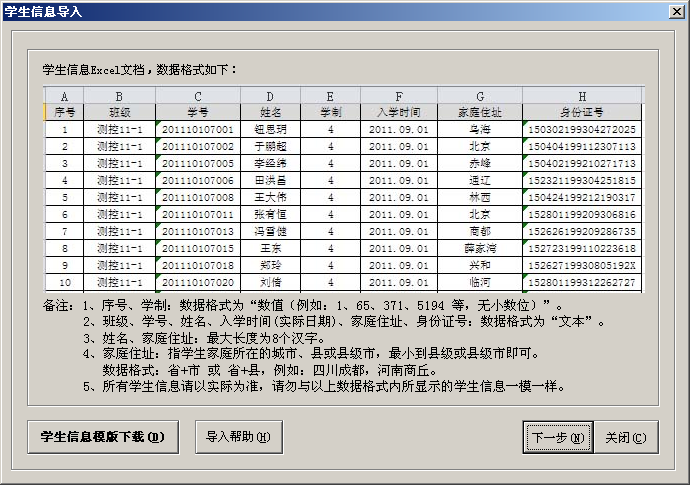 学生信息导入
学生信息Excel文档，数据格式如下：
A B C D E F G H
序号 班级 学号 姓名 学制 入学时间 家庭住址 身份证号
1 测控11-1 201110107001 钮思玥 4 2011.09.01 乌海 150302199304272025
2 测控11-1 201110107002 于鹏超 4 2011.09.01 北京 150404199112307113
3 测控11-1 201110107005 李经纬 4 2011.09.01 赤峰 150402199210271713
4 测控11-1 201110107006 田洪昌 4 2011.09.01 通辽 152321199304251815
5 测控11-1 201110107008 王大伟 4 2011.09.01 林西 150424199212190317
6 测控11-1 201110107011 张有恒 4 2011.09.01 北京 152801199209306816
7 测控11-1 201110107013 冯雪健 4 2011.09.01 商都 152626199209286735
8 测控11-1 201110107015 王东 4 2011.09.01 薛家湾 152723199110223618
9 测控11-1 201110107018 郑玲 4 2011.09.01 兴和 15262719930805192X
10 测控11-1 201110107020 刘倩 4 2011.09.01 临河 152801199312262727
备注：1、序号、学制：数据格式为“数值（例如：1、65、371、5194 等，无小数位）”。
2、班级、学号、姓名、入学时间(实际日期)、家庭住址、身份证号：数据格式为“文本”。
3、姓名、家庭住址：最大长度为8个汉字。
4、家庭住址：指学生家庭所在的城市、县或县级市，最小到县级或县级市即可。
数据格式：省+市 或 省+县，例如：四川成都，河南商丘。
5、所有学生信息请以实际为准，请勿与以上数据格式内所显示的学生信息一模一样。
学生信息模版下载(D) 导入帮助(H) 下一步(N) 关闭(C)